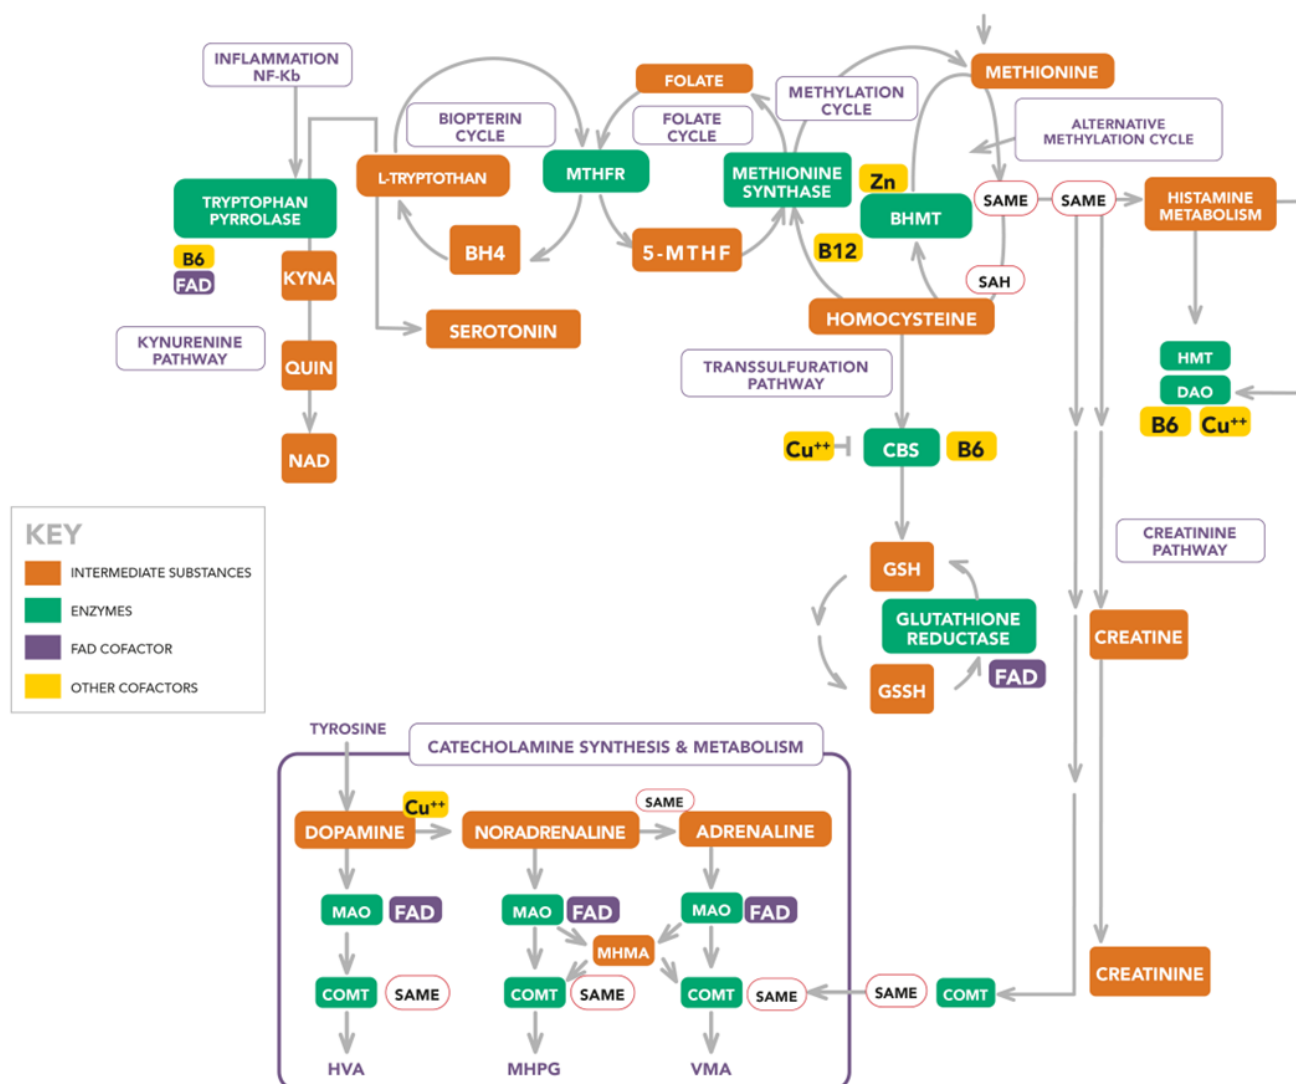 INFLAMMATION
NF-Kb
FOLATE
METHYLATION
CYCLE
METHIONINE
BIOPTERIN
CYCLE
FOLATE
CYCLE
ALTERNATIVE
METHYLATION CYCLE
L-TRYPTOTHAN
MTHFR
METHIONINE
SYNTHASE
Zn
TRYPTOPHAN
PYRROLASE
BHMT
SAME
SAME
HISTAMINE
METABOLISM
B6
FAD
KYNA
BH4
5-MTHF
B12
SAH
SEROTONIN
HOMOCYSTEINE
KYNURENINE
PATHWAY
QUIN
TRANSSULFURATION
PATHWAY
HMT
DAO
B6
Cu++
NAD
Cu++
CBS
B6
KEY
INTERMEDIATE SUBSTANCES
ENZYMES
FAD COFACTOR
OTHER COFACTORS
CREATININE
PATHWAY
GSH
GLUTATHIONE
REDUCTASE
CREATINE
FAD
GSSH
TYROSINE
CATECHOLAMINE SYNTHESIS & METABOLISM
Cu++
SAME
DOPAMINE
NORADRENALINE
ADRENALINE
MAO
FAD
MAO
FAD
MAO
FAD
MHMA
CREATININE
COMT
SAME
COMT
SAME
COMT
SAME
SAME
COMT
HVA
MHPG
VMA